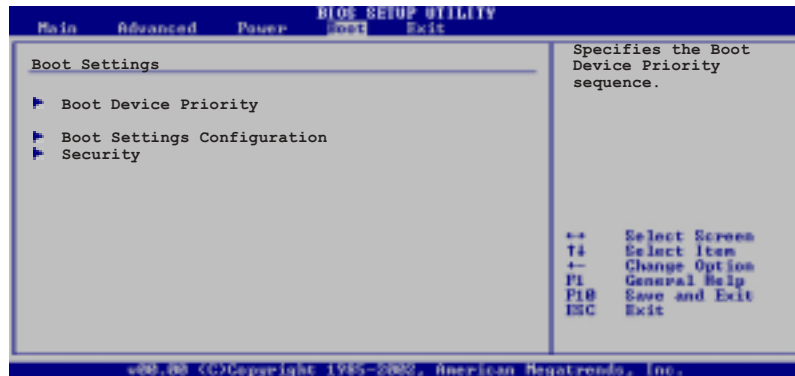 BIOS SETUP UTILITY
Main Advanced Power Boot Exit
Boot Settings
Boot Device Priority
Boot Settings Configuration
Security
Specifies the Boot
Device Priority
sequence.
←→ Select Screen
↑↓ Select Item
+- Change Option
F1 General Help
F10 Save and Exit
ESC Exit
v00.00 (C)Copyright 1985-2002, American Megatrends, Inc.